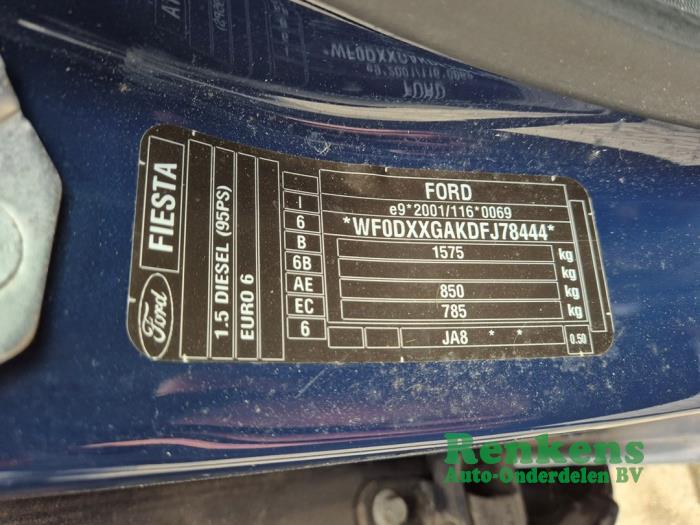 FORD
e9*2001/116*0069
*WF0DXXGAKDFJ78444*
1575 kg
kg
850 kg
785 kg
JA8 * * 0.50
I
6
B
6B
AE
EC
6
Ford
FIESTA
1.5 DIESEL (95PS)
EURO 6
Renkens
Auto-Onderdelen BV